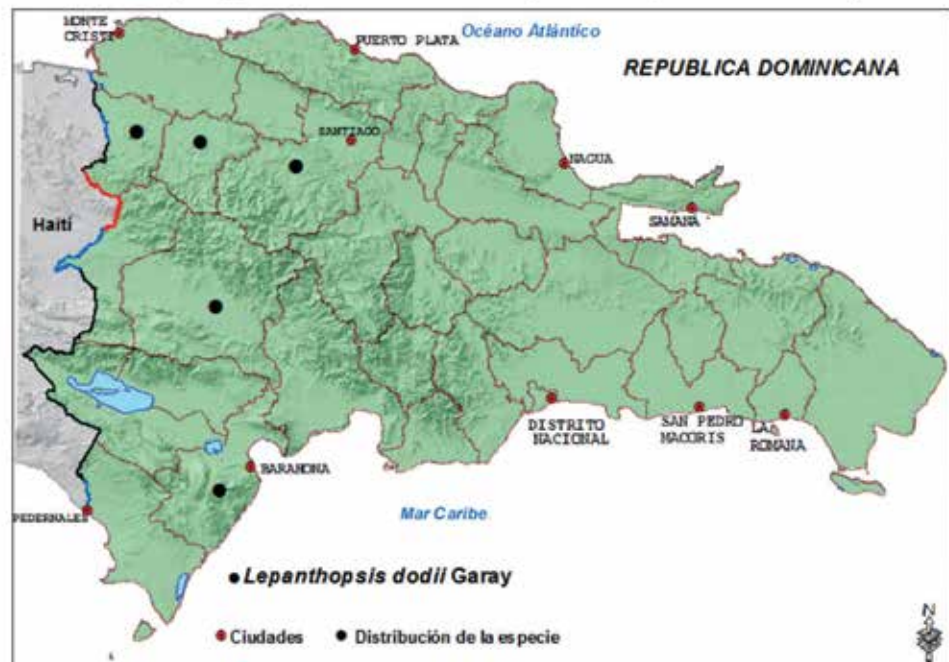 MONTE
CRISTI
PUERTO PLATA
Océano Atlántico
REPUBLICA DOMINICANA
SANTIAGO
NAGUA
SAMANA
Haití
DISTRITO
NACIONAL
SAN PEDRO
MACORIS
LA
ROMANA
BARAHONA
PEDERNALES
Mar Caribe
Lepanthopsis dodii Garay
Ciudades
Distribución de la especie
N